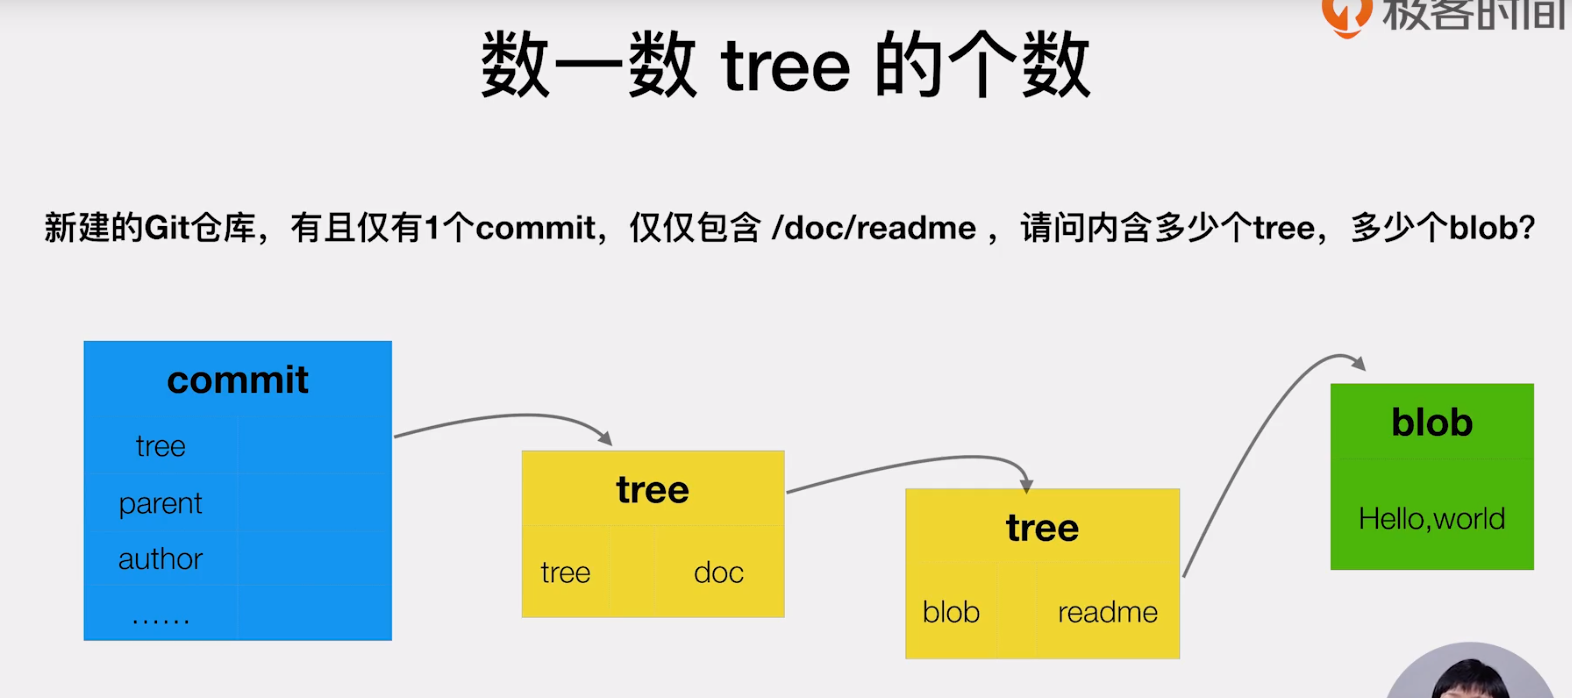 极客时间
数一数 tree 的个数
新建的Git仓库，有且仅有1个commit，仅仅包含 /doc/readme ，请问内含多少个tree，多少个blob？
commit
tree
parent
author
……
tree
tree doc
tree
blob readme
blob
Hello,world